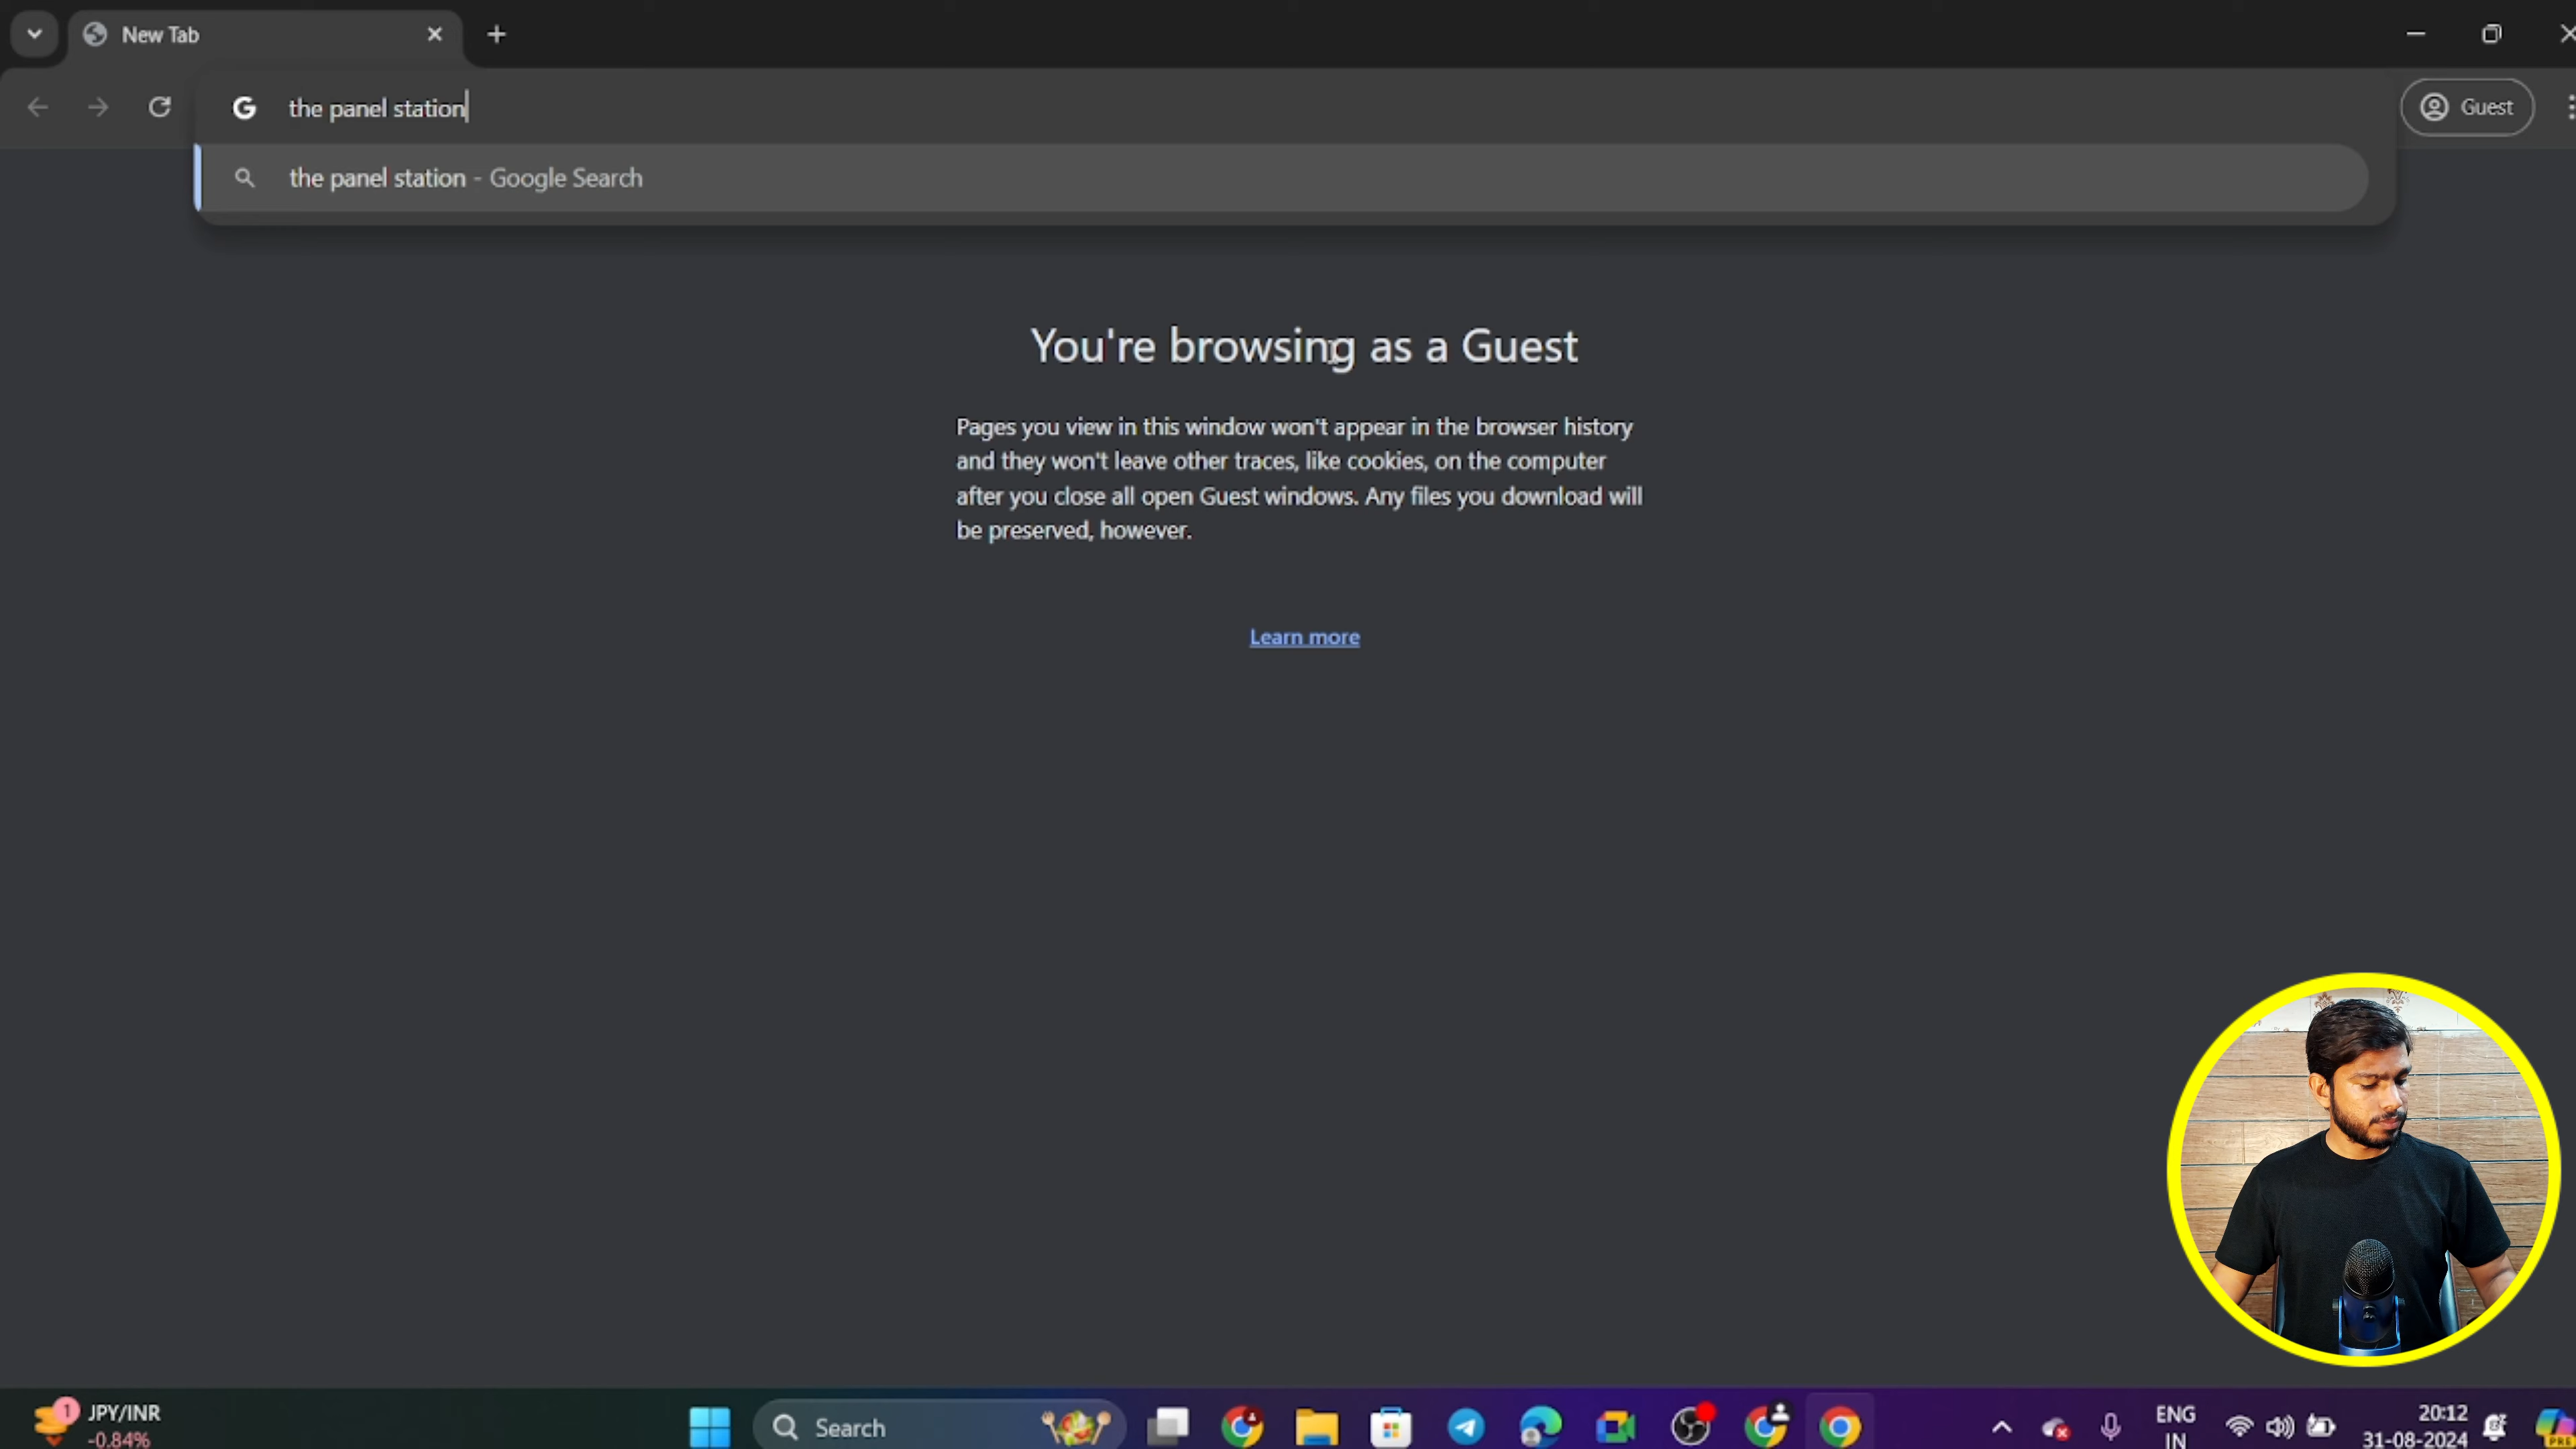 New Tab
the panel station
Guest
the panel station - Google Search
You're browsing as a Guest
Pages you view in this window won't appear in the browser history
and they won't leave other traces, like cookies, on the computer
after you close all open Guest windows. Any files you download will
be preserved, however.
Learn more
1
JPY/INR
-0.84%
Search
ENG
IN
20:12
31-08-2024